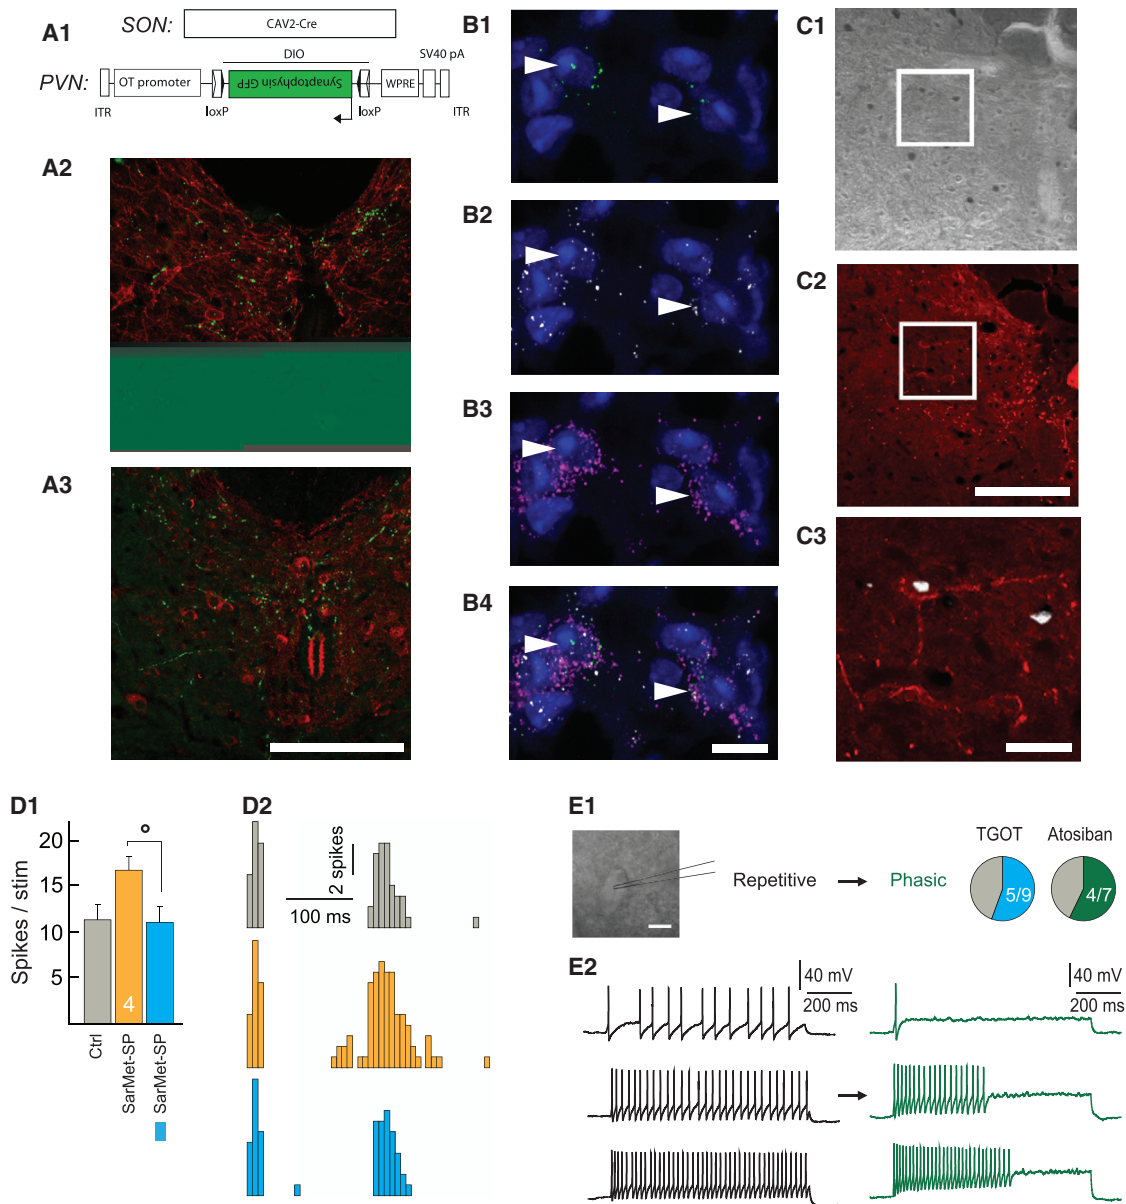 A1
SON:
CAV2-Cre
DIO
SV40 pA
PVN:
OT promoter
Synaptophysin GFP
WPRE
ITR
loxP
loxP
ITR
A2
A3
B1
B2
B3
B4
C1
C2
C3
D1
Spikes / stim
20
15
10
5
4
Ctrl
SarMet-SP
SarMet-SP
D2
2 spikes
100 ms
E1
Repetitive
Phasic
TGOT
Atosiban
5/9
4/7
E2
40 mV
200 ms
40 mV
200 ms